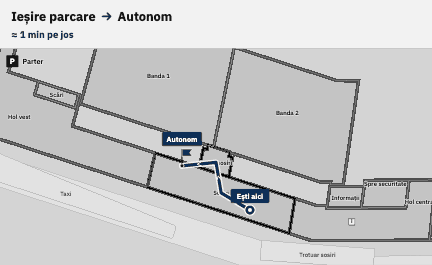 Ieșire parcare → Autonom
≈ 1 min pe jos
P Parter
Banda 1
Scări
Banda 2
Hol vest
Autonom
Spre securitate
Ești aici
Informații
Hol centra
Taxi
i
Trotuar sosiri